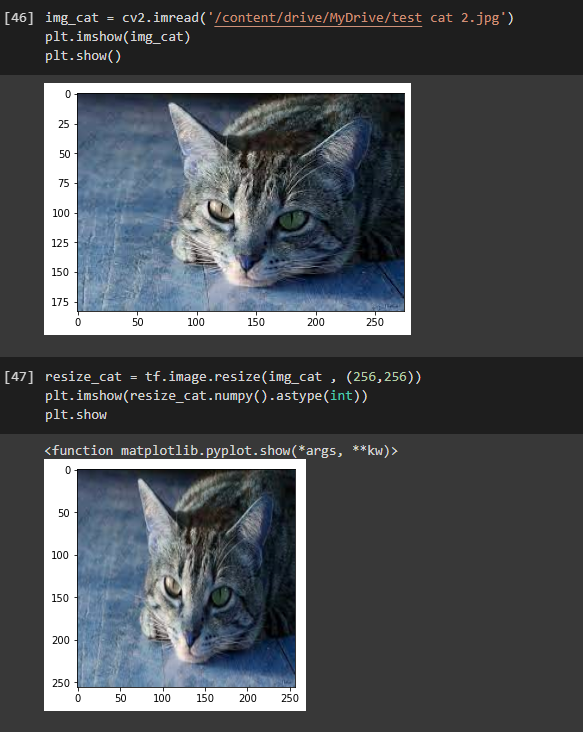 [46] img_cat = cv2.imread('/content/drive/MyDrive/test cat 2.jpg')
plt.imshow(img_cat)
plt.show()
0
25
50
75
100
125
150
175
0 50 100 150 200 250
[47] resize_cat = tf.image.resize(img_cat , (256,256))
plt.imshow(resize_cat.numpy().astype(int))
plt.show
<function matplotlib.pyplot.show(*args, **kw)>
0
50
100
150
200
250
0 50 100 150 200 250